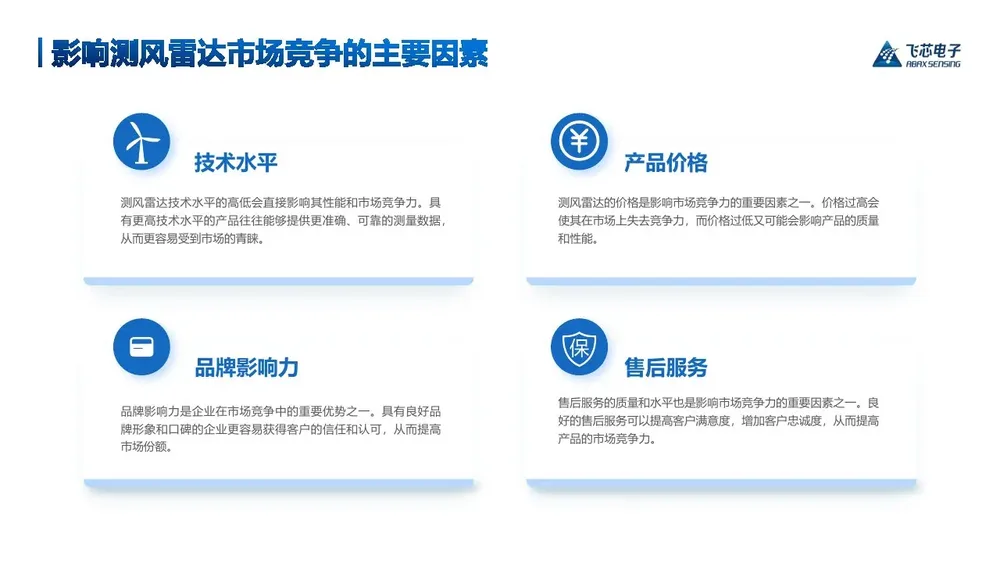 影响测风雷达市场竞争的主要因素
飞芯电子
ABAX SENSING
技术水平
测风雷达技术水平的高低会直接影响其性能和市场竞争力。具
有更高技术水平的产品往往能够提供更准确、可靠的测量数据，
从而更容易受到市场的青睐。
¥
产品价格
测风雷达的价格是影响市场竞争力的重要因素之一。价格过高会
使其在市场上失去竞争力，而价格过低又可能会影响产品的质量
和性能。
品牌影响力
品牌影响力是企业在市场竞争中的重要优势之一。具有良好品
牌形象和口碑的企业更容易获得客户的信任和认可，从而提高
市场份额。
保
售后服务
售后服务的质量和水平也是影响市场竞争力的重要因素之一。良
好的售后服务可以提高客户满意度，增加客户忠诚度，从而提高
产品的市场竞争力。